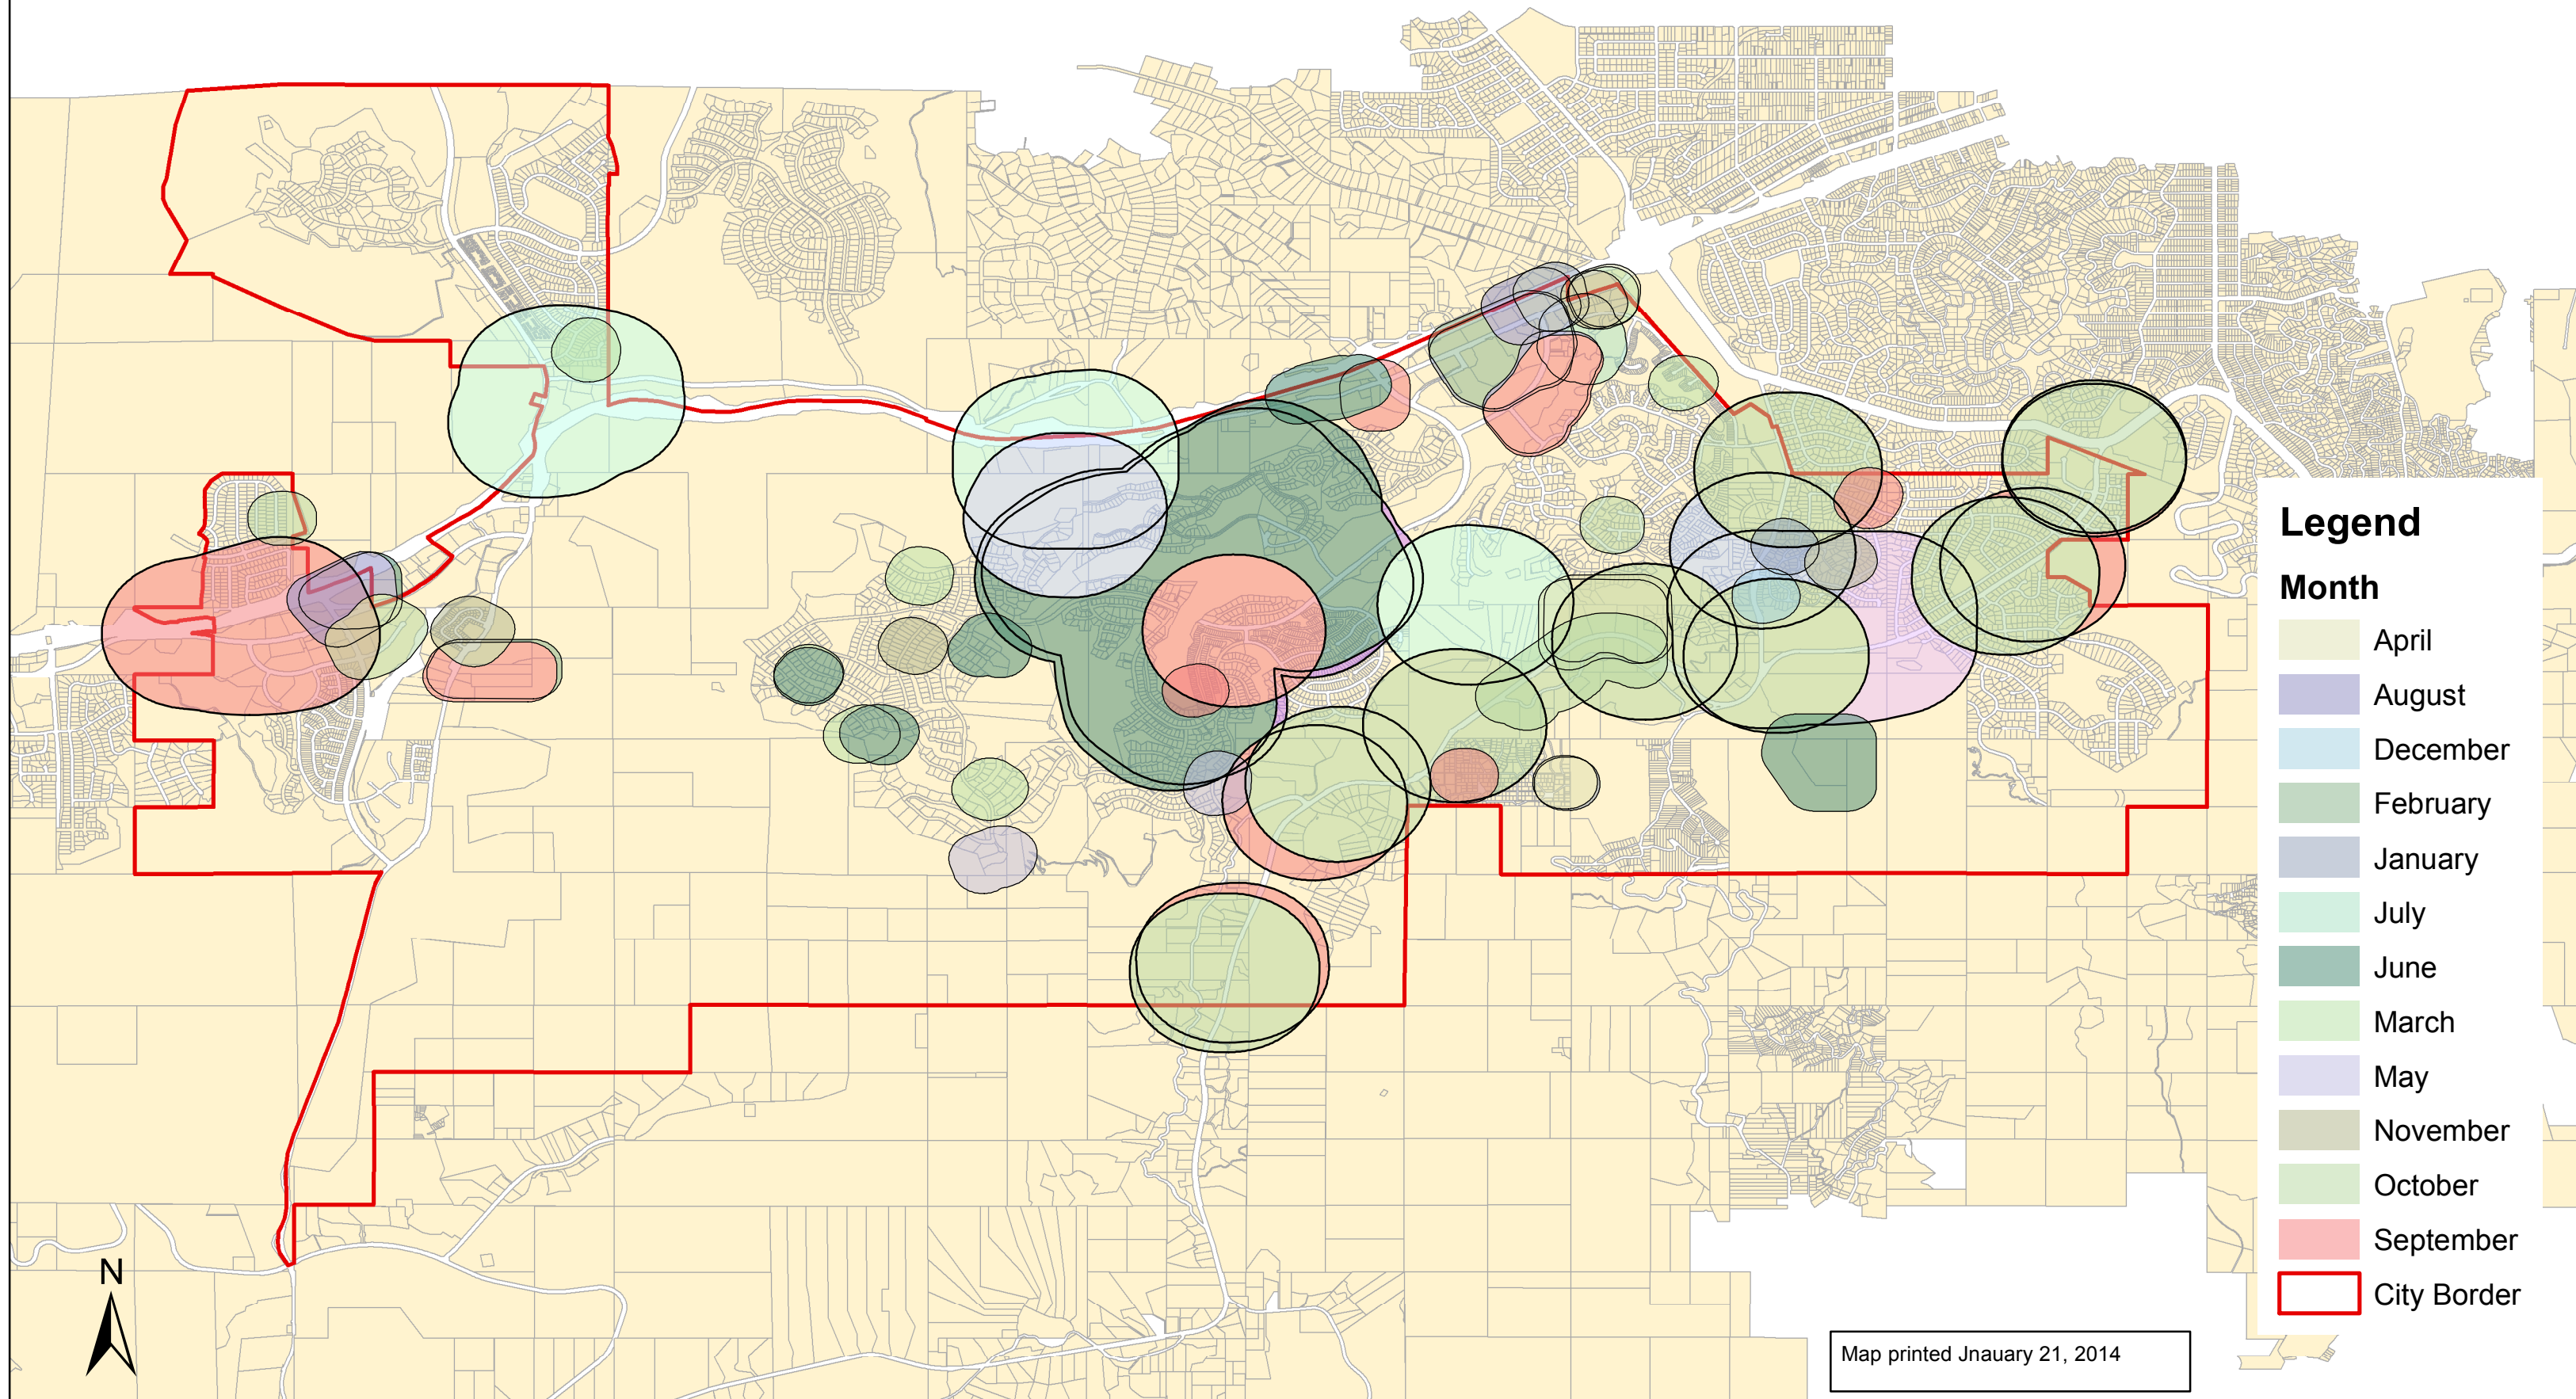 Legend
Month
April
August
December
February
January
July
June
March
May
November
October
September
City Border
N
Map printed Jnauary 21, 2014